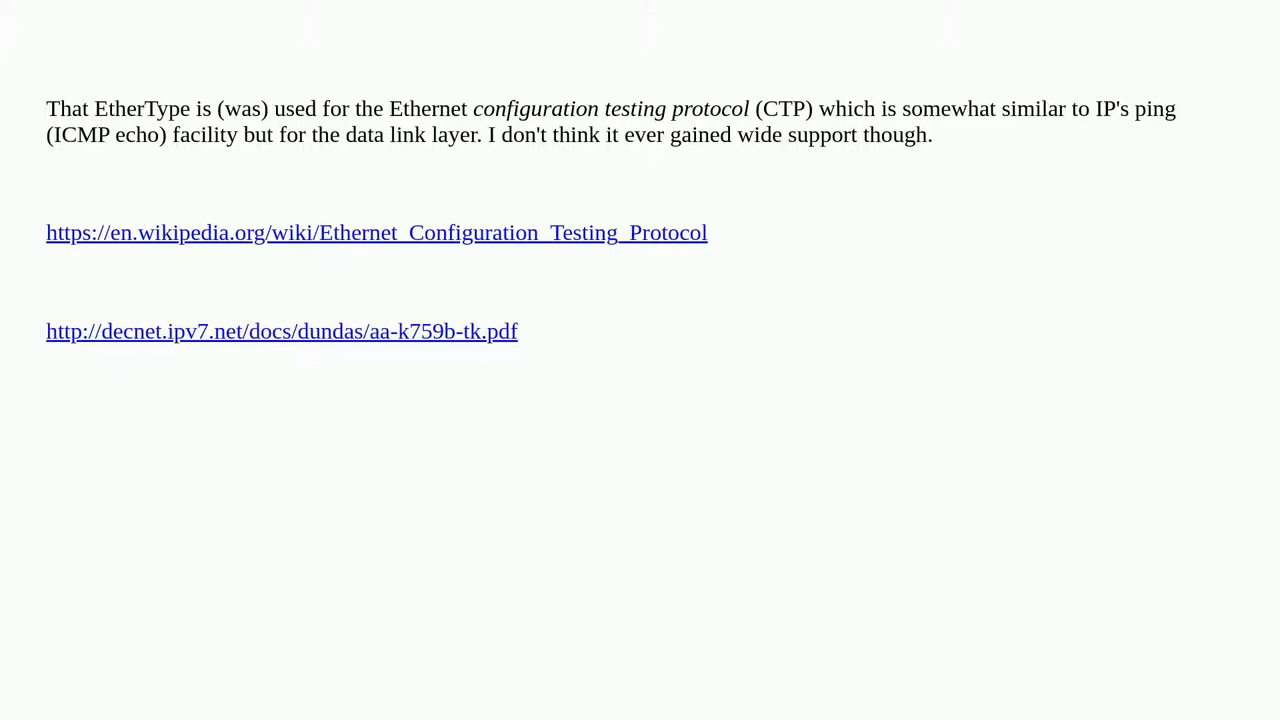 That EtherType is (was) used for the Ethernet configuration testing protocol (CTP) which is somewhat similar to IP's ping
(ICMP echo) facility but for the data link layer. I don't think it ever gained wide support though.
https://en.wikipedia.org/wiki/Ethernet_Configuration_Testing_Protocol
http://decnet.ipv7.net/docs/dundas/aa-k759b-tk.pdf